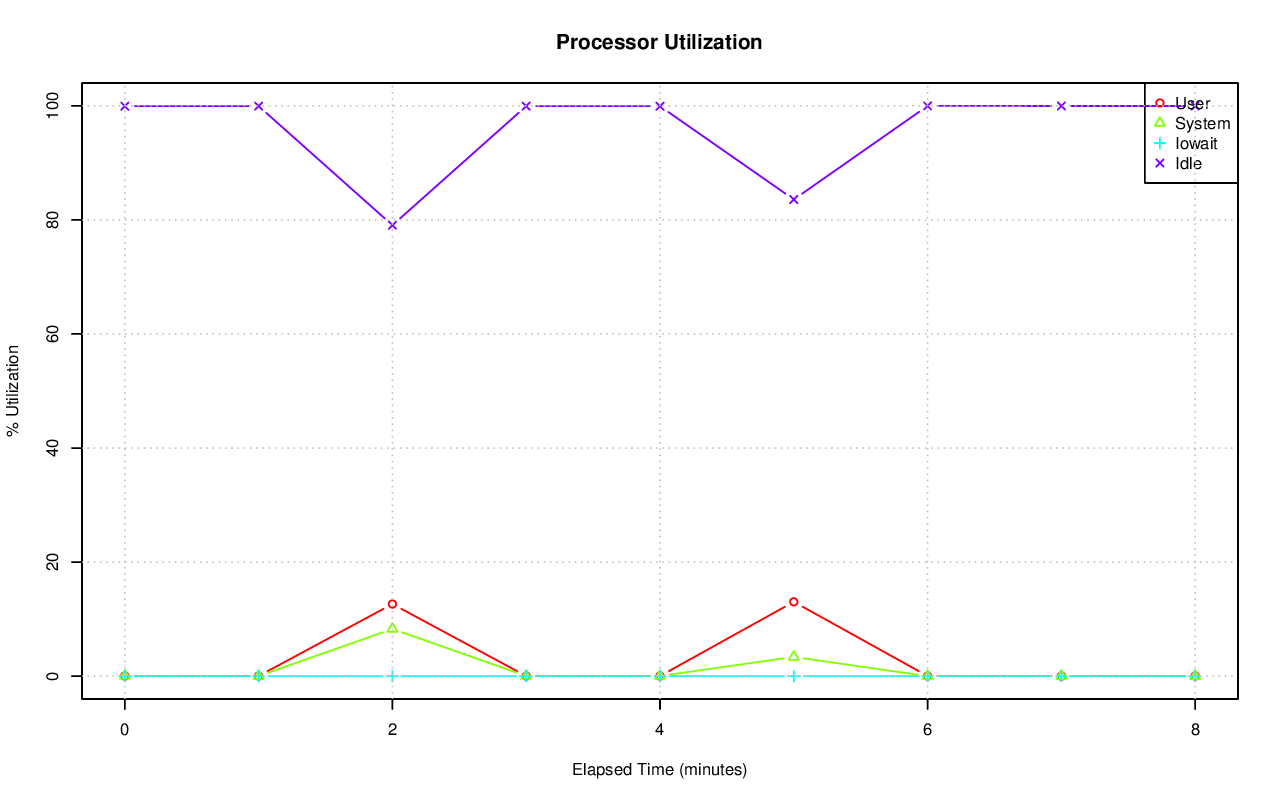 Processor Utilization
% Utilization
100
80
60
40
20
0
User
System
Iowait
Idle
0 2 4 6 8
Elapsed Time (minutes)